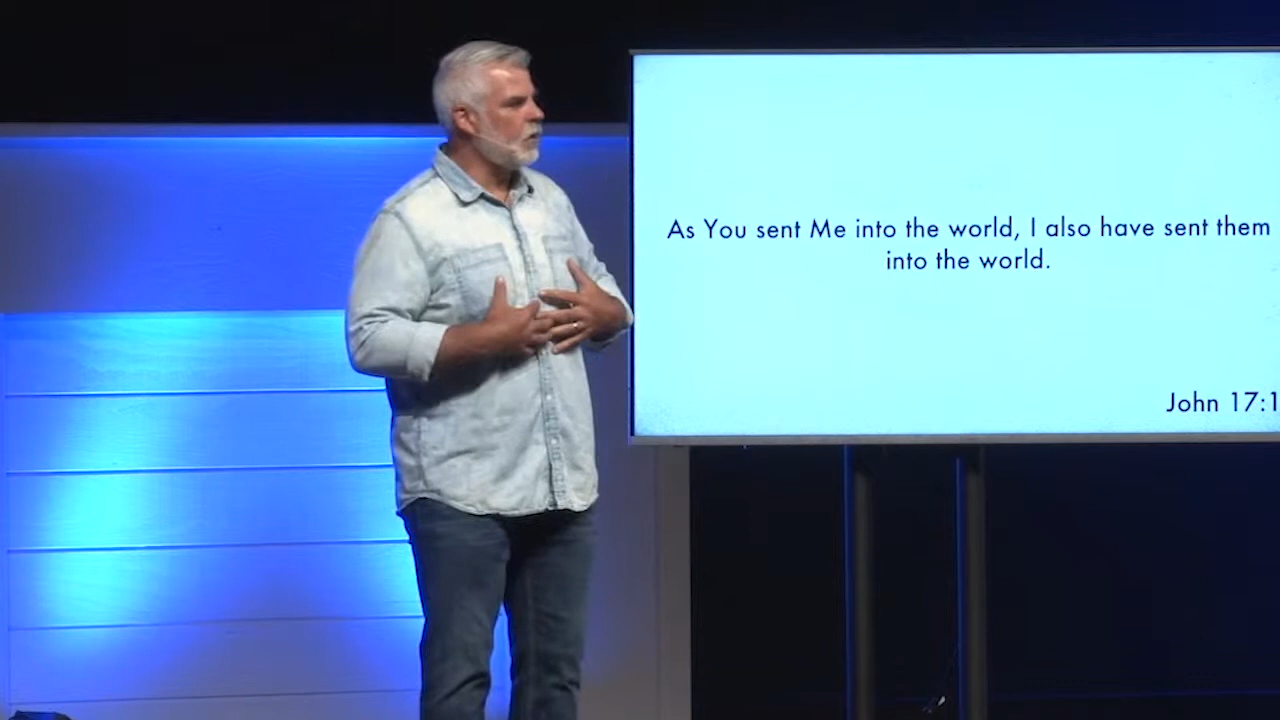 As You sent Me into the world, I also have sent them
into the world.
John 17:1